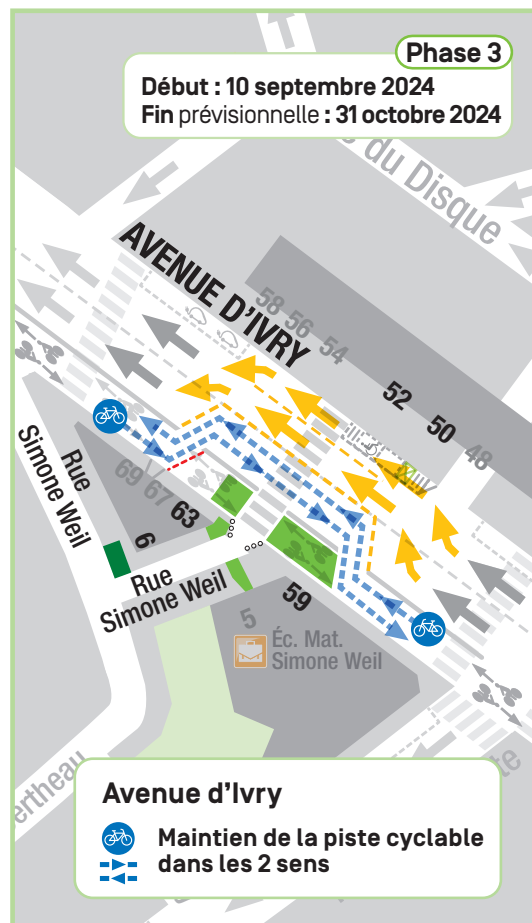 Phase 3
Début : 10 septembre 2024
Fin prévisionnelle : 31 octobre 2024
du Disque
AVENUE D'IVRY
58
56
54
52
50
48
Rue
Simone Weil
69
67
63
6
Rue
Simone Weil
59
5
Éc. Mat.
Simone Weil
Avenue d'Ivry
Maintien de la piste cyclable
dans les 2 sens